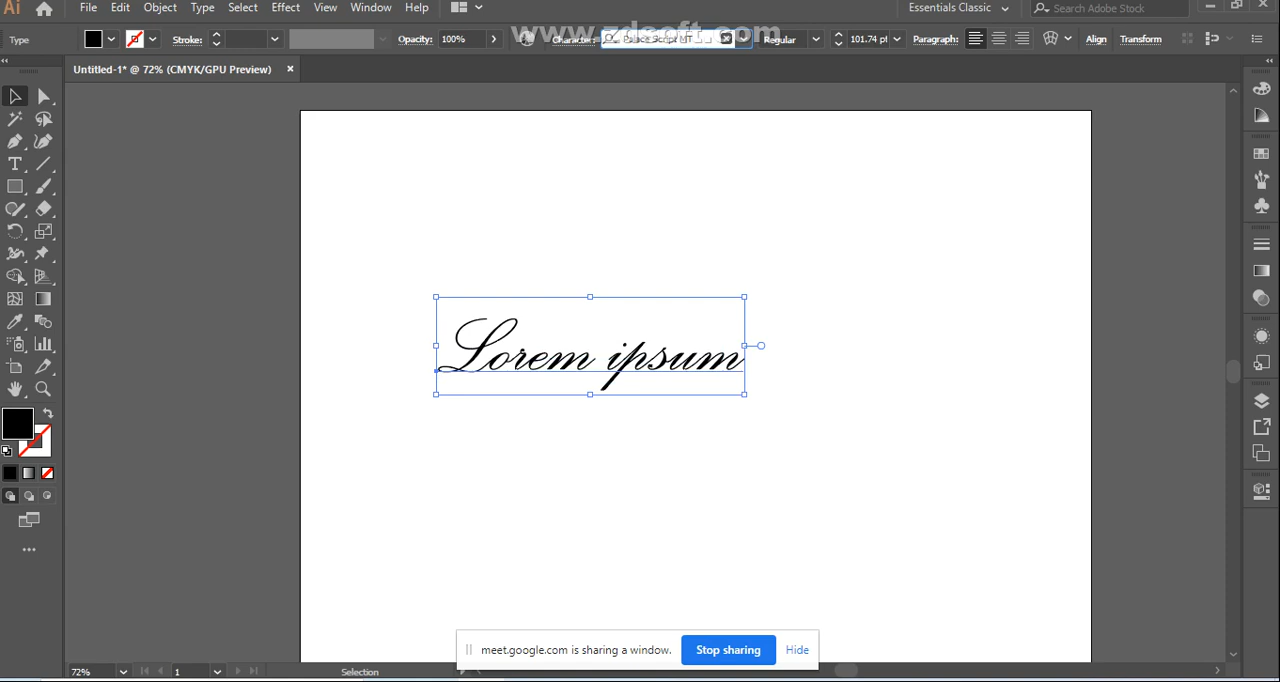 Ai File Edit Object Type Select Effect View Window Help Essentials Classic Search Adobe Stock
www.zdsoft.com
Type Stroke: Opacity: 100% Character: Palace Script MT Regular 101.74 pt Paragraph: Align Transform
Untitled-1* @ 72% (CMYK/GPU Preview)
Lorem ipsum
meet.google.com is sharing a window. Stop sharing Hide
72% 1 Selection